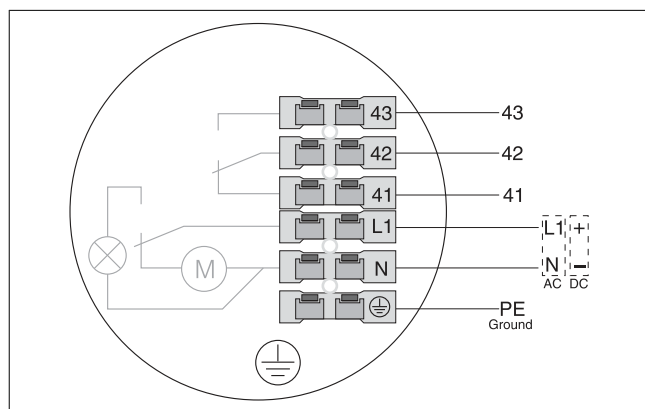 43 43
42 42
41 41
L1 L1 +
M N N −
AC DC
PE
Ground